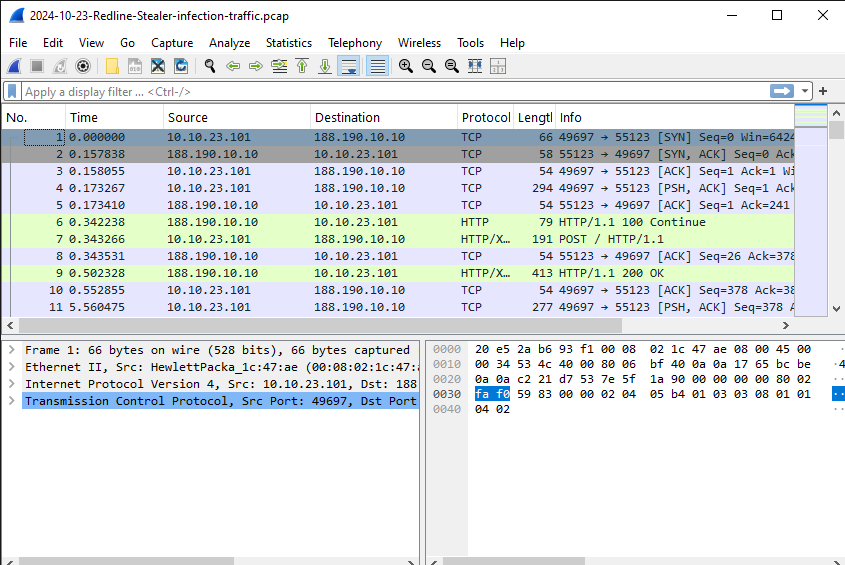 2024-10-23-Redline-Stealer-infection-traffic.pcap
File Edit View Go Capture Analyze Statistics Telephony Wireless Tools Help
Apply a display filter ... <Ctrl-/>
No. Time Source Destination Protocol Lengtl Info
1 0.000000 10.10.23.101 188.190.10.10 TCP 66 49697 → 55123 [SYN] Seq=0 Win=6424
2 0.157838 188.190.10.10 10.10.23.101 TCP 58 55123 → 49697 [SYN, ACK] Seq=0 Ack
3 0.158055 10.10.23.101 188.190.10.10 TCP 54 49697 → 55123 [ACK] Seq=1 Ack=1 Wi
4 0.173267 10.10.23.101 188.190.10.10 TCP 294 49697 → 55123 [PSH, ACK] Seq=1 Ack
5 0.173410 188.190.10.10 10.10.23.101 TCP 54 55123 → 49697 [ACK] Seq=1 Ack=241
6 0.342238 188.190.10.10 10.10.23.101 HTTP 79 HTTP/1.1 100 Continue
7 0.343266 10.10.23.101 188.190.10.10 HTTP/X… 191 POST / HTTP/1.1
8 0.343531 188.190.10.10 10.10.23.101 TCP 54 55123 → 49697 [ACK] Seq=26 Ack=378
9 0.502328 188.190.10.10 10.10.23.101 HTTP/X… 413 HTTP/1.1 200 OK
10 0.552855 10.10.23.101 188.190.10.10 TCP 54 49697 → 55123 [ACK] Seq=378 Ack=38
11 5.560475 10.10.23.101 188.190.10.10 TCP 277 49697 → 55123 [PSH, ACK] Seq=378 A
Frame 1: 66 bytes on wire (528 bits), 66 bytes captured
Ethernet II, Src: HewlettPacka_1c:47:ae (00:08:02:1c:47:a
Internet Protocol Version 4, Src: 10.10.23.101, Dst: 188
Transmission Control Protocol, Src Port: 49697, Dst Port
0000 20 e5 2a b6 93 f1 00 08 02 1c 47 ae 08 00 45 00
0010 00 34 53 4c 40 00 80 06 bf 40 0a 0a 17 65 bc be ·4
0020 0a 0a c2 21 d7 53 7e 5f 1a 90 00 00 00 00 80 02
0030 fa f0 59 83 00 00 02 04 05 b4 01 03 03 08 01 01
0040 04 02